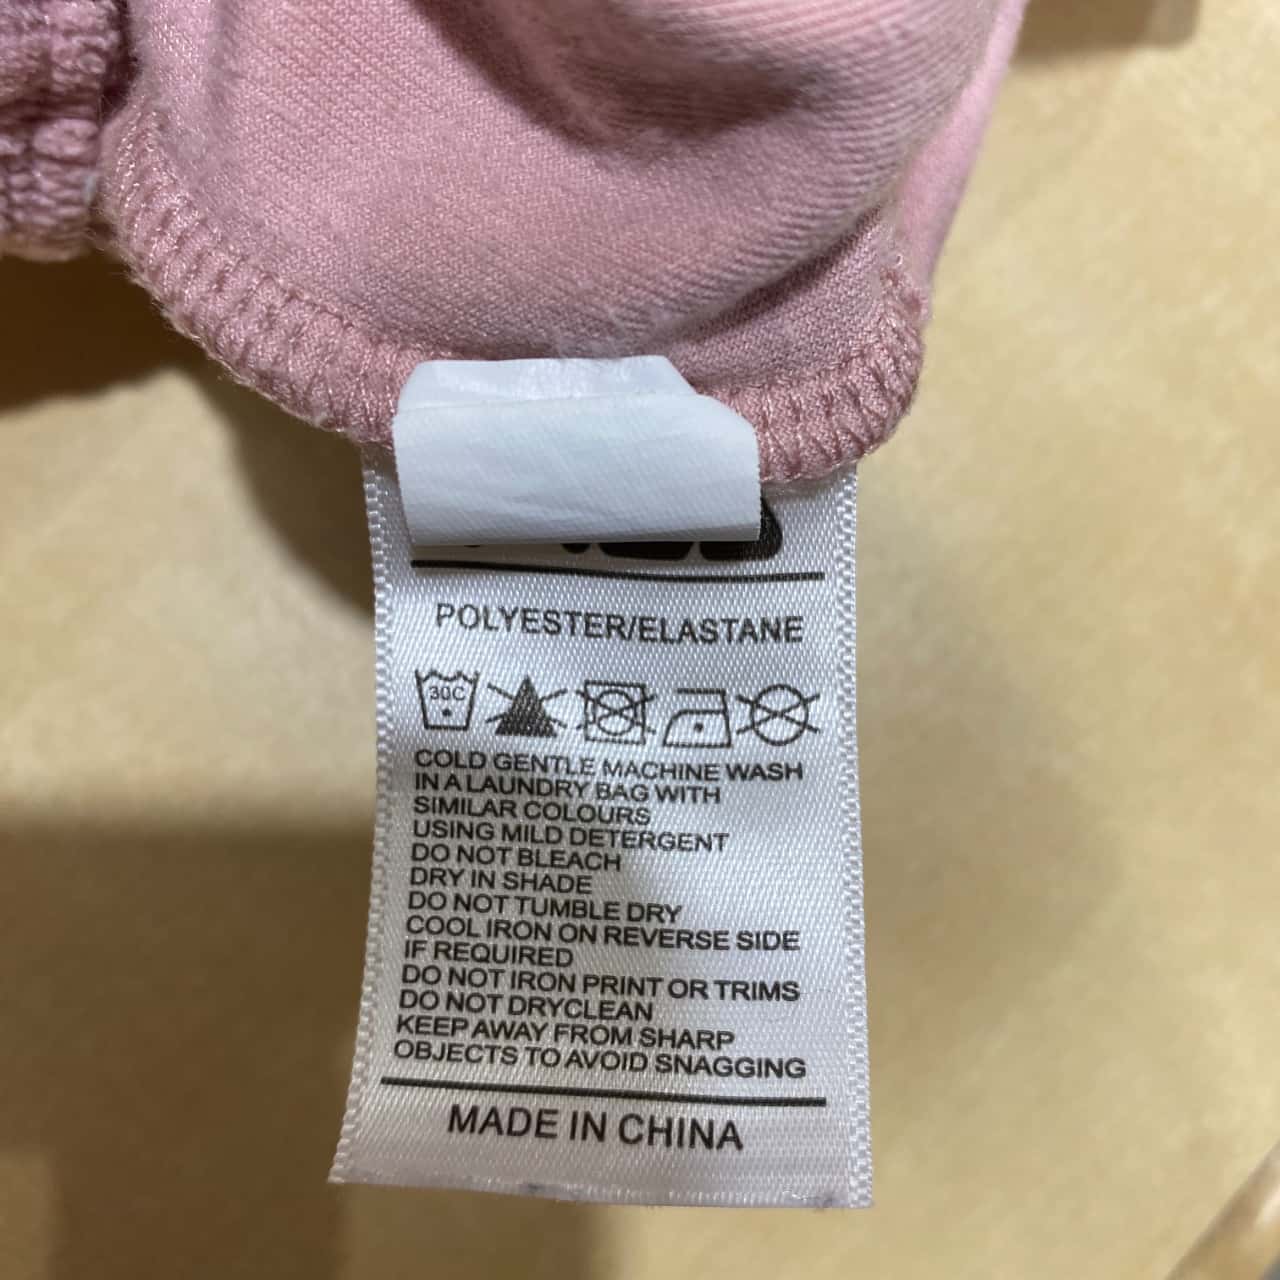 POLYESTER/ELASTANE
30C
COLD GENTLE MACHINE WASH
IN A LAUNDRY BAG WITH
SIMILAR COLOURS
USING MILD DETERGENT
DO NOT BLEACH
DRY IN SHADE
DO NOT TUMBLE DRY
COOL IRON ON REVERSE SIDE
IF REQUIRED
DO NOT IRON PRINT OR TRIMS
DO NOT DRYCLEAN
KEEP AWAY FROM SHARP
OBJECTS TO AVOID SNAGGING
MADE IN CHINA